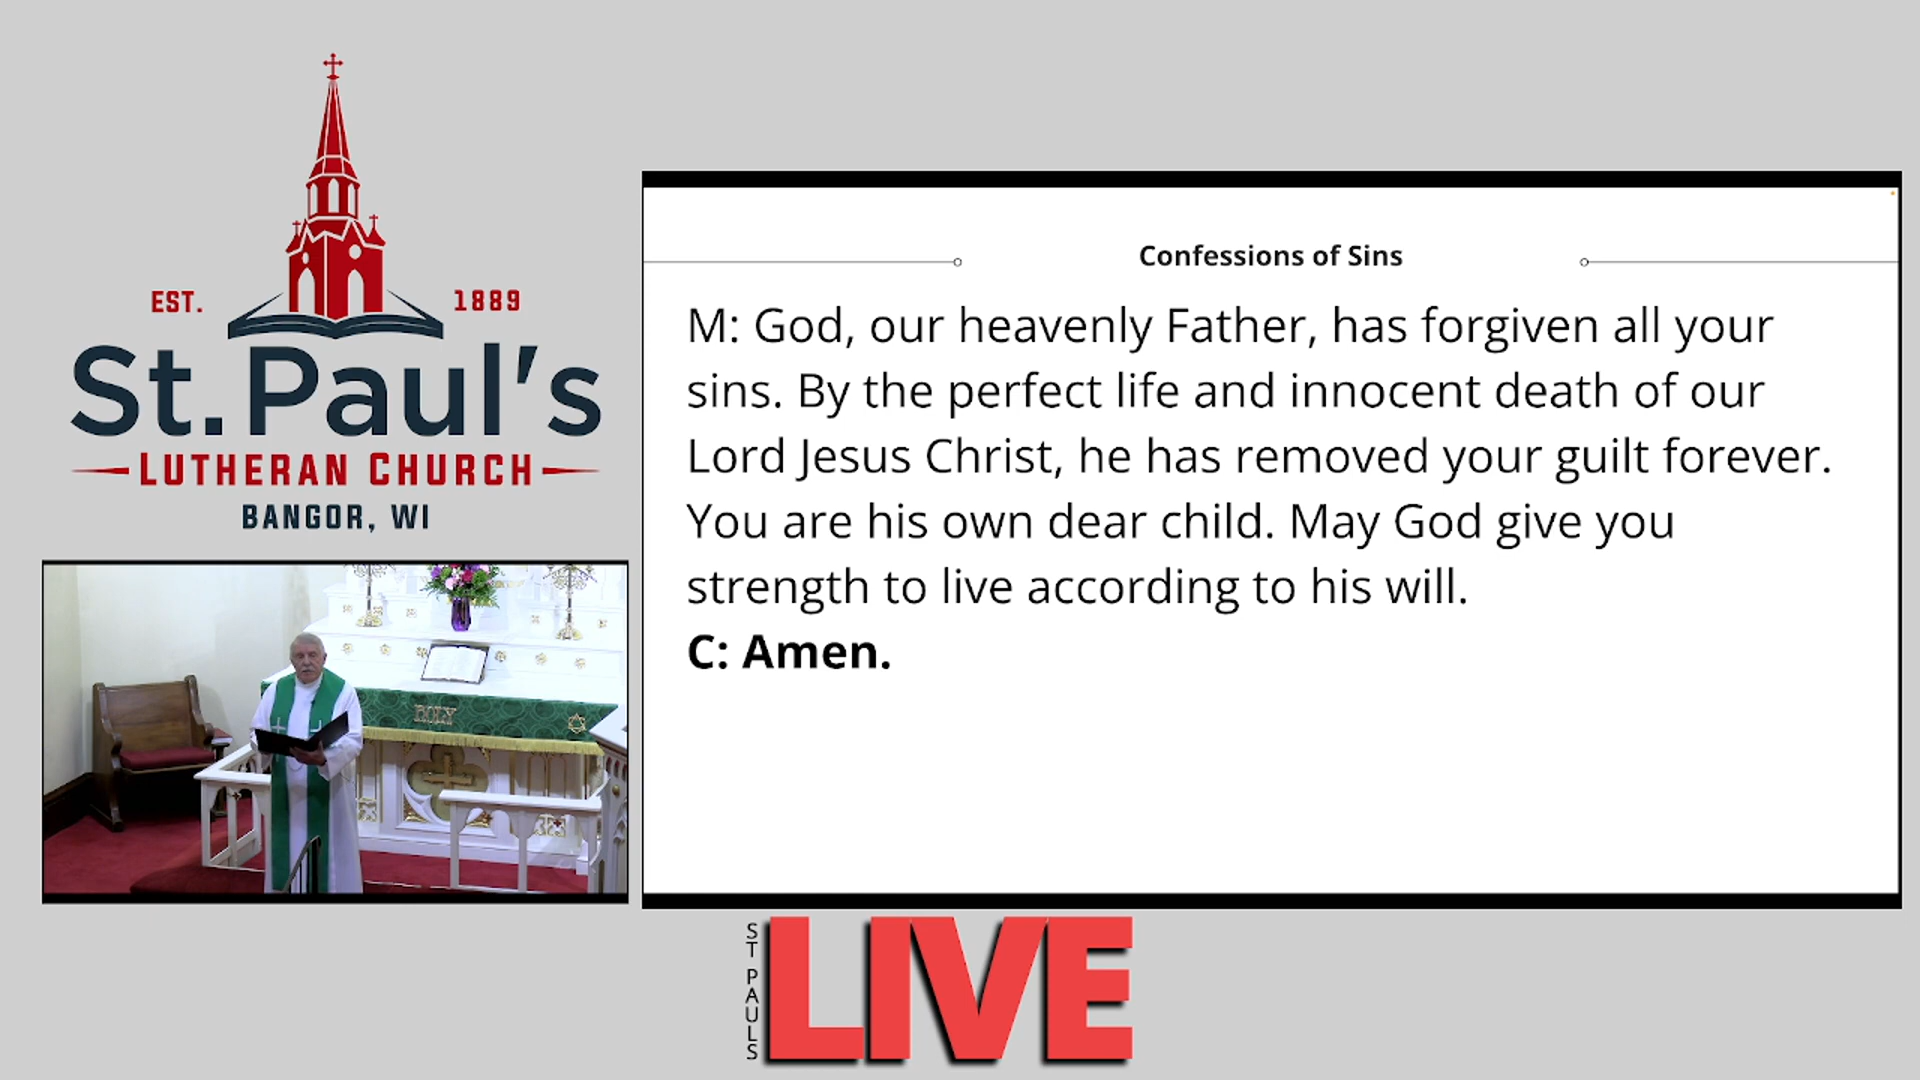 EST. 1889
St.Paul's
LUTHERAN CHURCH
BANGOR, WI
HOLY
Confessions of Sins
M: God, our heavenly Father, has forgiven all your
sins. By the perfect life and innocent death of our
Lord Jesus Christ, he has removed your guilt forever.
You are his own dear child. May God give you
strength to live according to his will.
C: Amen.
ST PAULS
LIVE